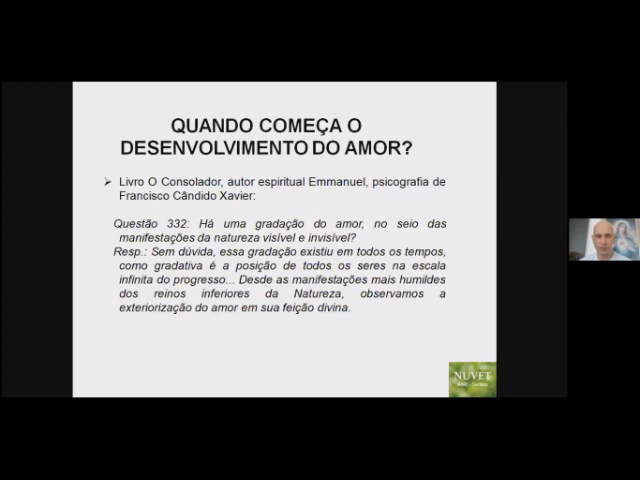 QUANDO COMEÇA O
DESENVOLVIMENTO DO AMOR?
➢ Livro O Consolador, autor espiritual Emmanuel, psicografia de
Francisco Cândido Xavier:
Questão 332: Há uma gradação do amor, no seio das
manifestações da natureza visível e invisível?
Resp.: Sem dúvida, essa gradação existiu em todos os tempos,
como gradativa é a posição de todos os seres na escala
infinita do progresso... Desde as manifestações mais humildes
dos reinos inferiores da Natureza, observamos a
exteriorização do amor em sua feição divina.
NUVET